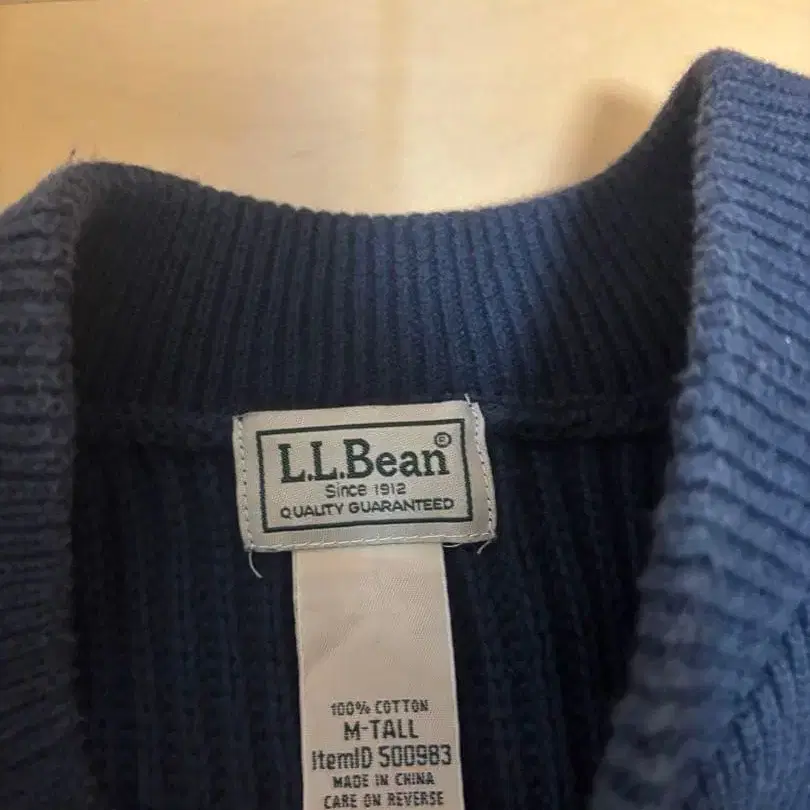 L.L.Bean®
Since 1912
QUALITY GUARANTEED
100% COTTON
M-TALL
ItemID 500983
MADE IN CHINA
CARE ON REVERSE